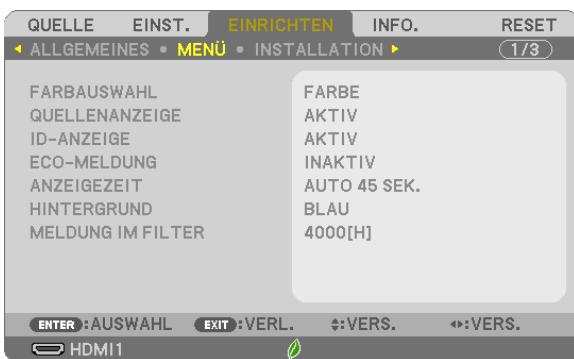 QUELLE EINST. EINRICHTEN INFO. RESET
ALLGEMEINES • MENÜ • INSTALLATION 1/3
FARBAUSWAHL FARBE
QUELLENANZEIGE AKTIV
ID-ANZEIGE AKTIV
ECO-MELDUNG INAKTIV
ANZEIGEZEIT AUTO 45 SEK.
HINTERGRUND BLAU
MELDUNG IM FILTER 4000[H]
ENTER :AUSWAHL EXIT :VERL. :VERS. :VERS.
HDMI1